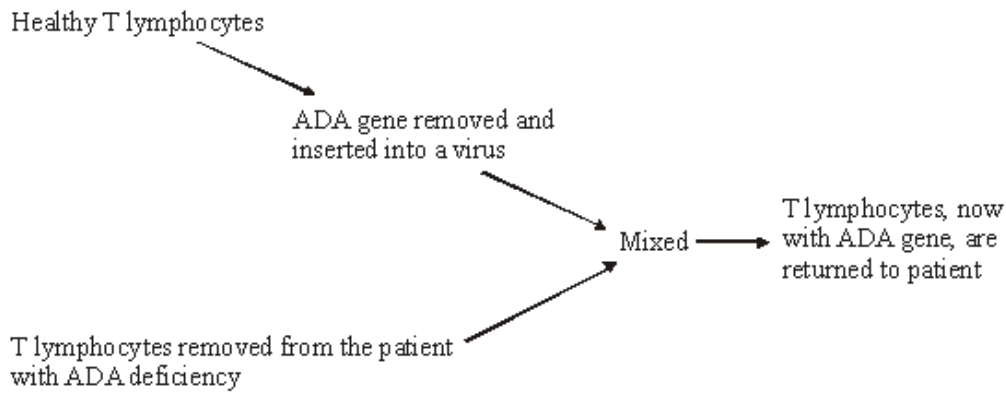 Healthy T lymphocytes
ADA gene removed and
inserted into a virus
Mixed
T lymphocytes, now
with ADA gene, are
returned to patient
T lymphocytes removed from the patient
with ADA deficiency